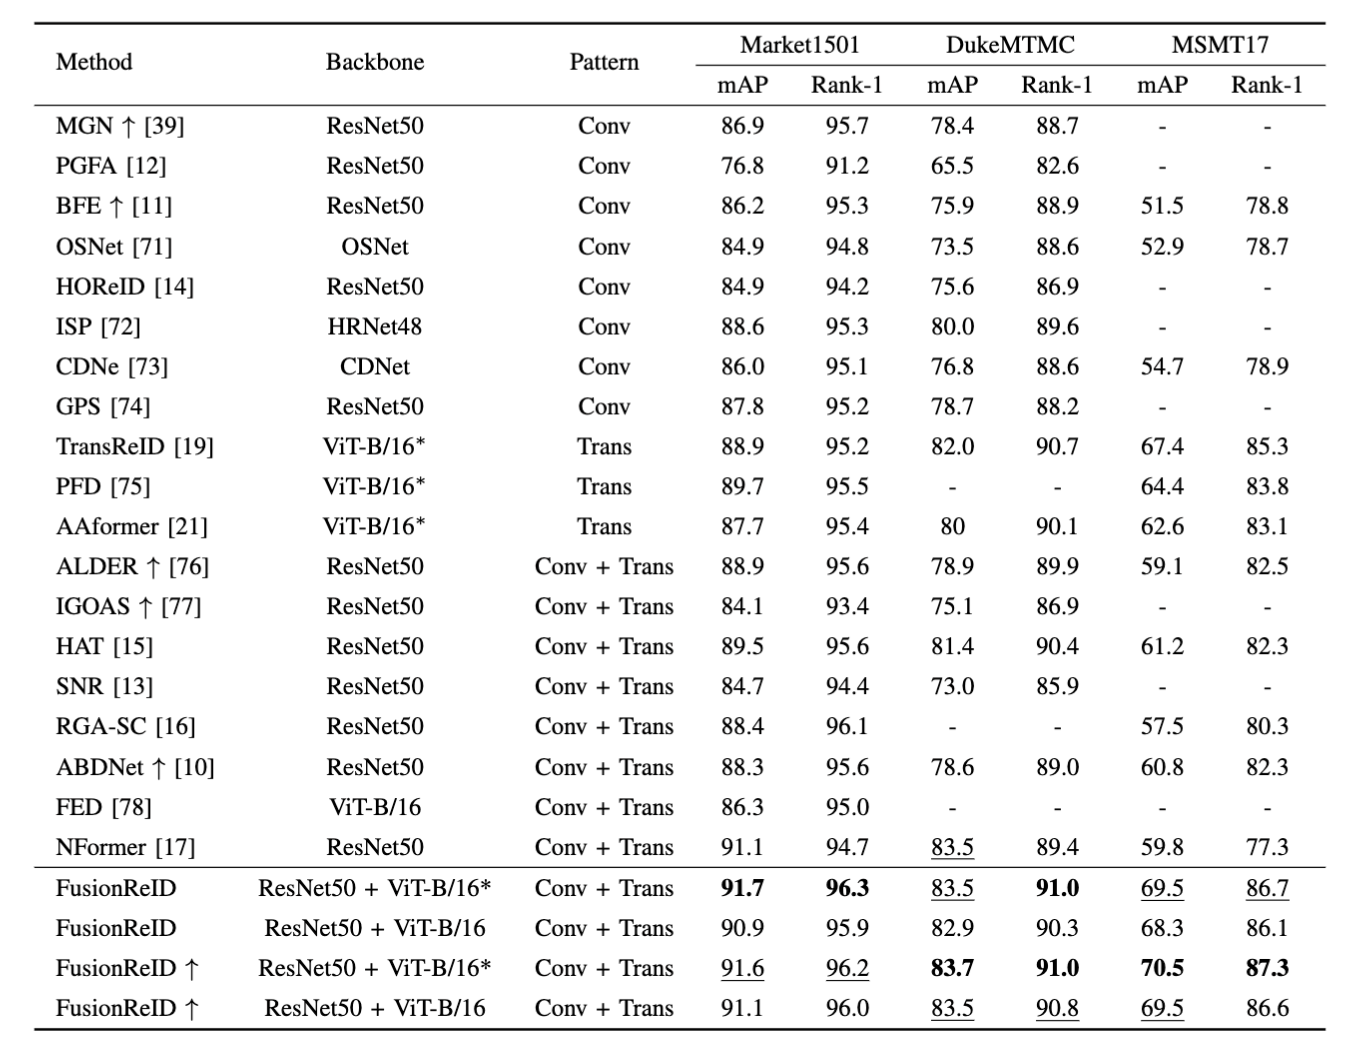 Method Backbone Pattern Market1501 DukeMTMC MSMT17
mAP Rank-1 mAP Rank-1 mAP Rank-1
MGN ↑ [39] ResNet50 Conv 86.9 95.7 78.4 88.7 - -
PGFA [12] ResNet50 Conv 76.8 91.2 65.5 82.6 - -
BFE ↑ [11] ResNet50 Conv 86.2 95.3 75.9 88.9 51.5 78.8
OSNet [71] OSNet Conv 84.9 94.8 73.5 88.6 52.9 78.7
HOReID [14] ResNet50 Conv 84.9 94.2 75.6 86.9 - -
ISP [72] HRNet48 Conv 88.6 95.3 80.0 89.6 - -
CDNe [73] CDNet Conv 86.0 95.1 76.8 88.6 54.7 78.9
GPS [74] ResNet50 Conv 87.8 95.2 78.7 88.2 - -
TransReID [19] ViT-B/16* Trans 88.9 95.2 82.0 90.7 67.4 85.3
PFD [75] ViT-B/16* Trans 89.7 95.5 - - 64.4 83.8
AAformer [21] ViT-B/16* Trans 87.7 95.4 80 90.1 62.6 83.1
ALDER ↑ [76] ResNet50 Conv + Trans 88.9 95.6 78.9 89.9 59.1 82.5
IGOAS ↑ [77] ResNet50 Conv + Trans 84.1 93.4 75.1 86.9 - -
HAT [15] ResNet50 Conv + Trans 89.5 95.6 81.4 90.4 61.2 82.3
SNR [13] ResNet50 Conv + Trans 84.7 94.4 73.0 85.9 - -
RGA-SC [16] ResNet50 Conv + Trans 88.4 96.1 - - 57.5 80.3
ABDNet ↑ [10] ResNet50 Conv + Trans 88.3 95.6 78.6 89.0 60.8 82.3
FED [78] ViT-B/16 Conv + Trans 86.3 95.0 - - - -
NFormer [17] ResNet50 Conv + Trans 91.1 94.7 83.5 89.4 59.8 77.3
FusionReID ResNet50 + ViT-B/16* Conv + Trans 91.7 96.3 83.5 91.0 69.5 86.7
FusionReID ResNet50 + ViT-B/16 Conv + Trans 90.9 95.9 82.9 90.3 68.3 86.1
FusionReID ↑ ResNet50 + ViT-B/16* Conv + Trans 91.6 96.2 83.7 91.0 70.5 87.3
FusionReID ↑ ResNet50 + ViT-B/16 Conv + Trans 91.1 96.0 83.5 90.8 69.5 86.6